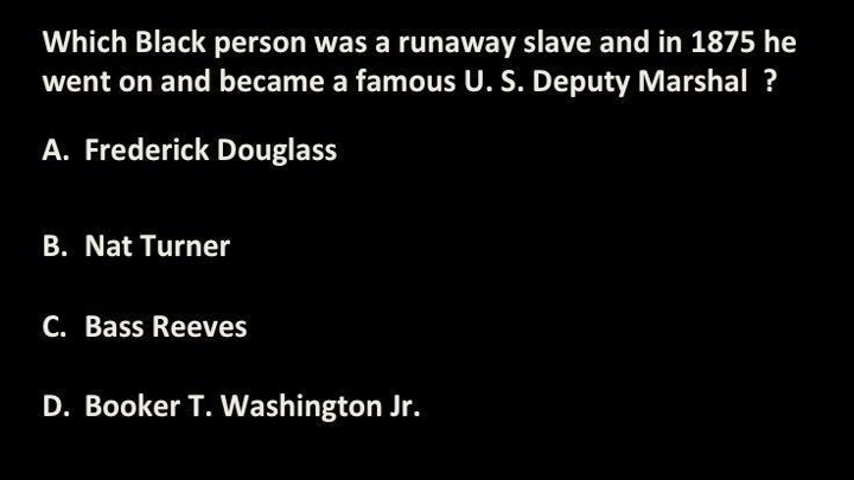 Which Black person was a runaway slave and in 1875 he
went on and became a famous U. S. Deputy Marshal  ?
A.  Frederick Douglass
B.  Nat Turner
C.  Bass Reeves
D.  Booker T. Washington Jr.